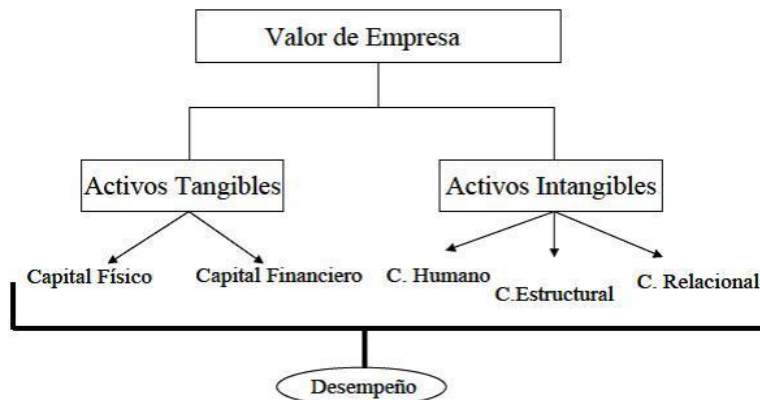 Valor de Empresa
Activos Tangibles
Activos Intangibles
Capital Físico
Capital Financiero
C. Humano
C.Estructural
C. Relacional
Desempeño